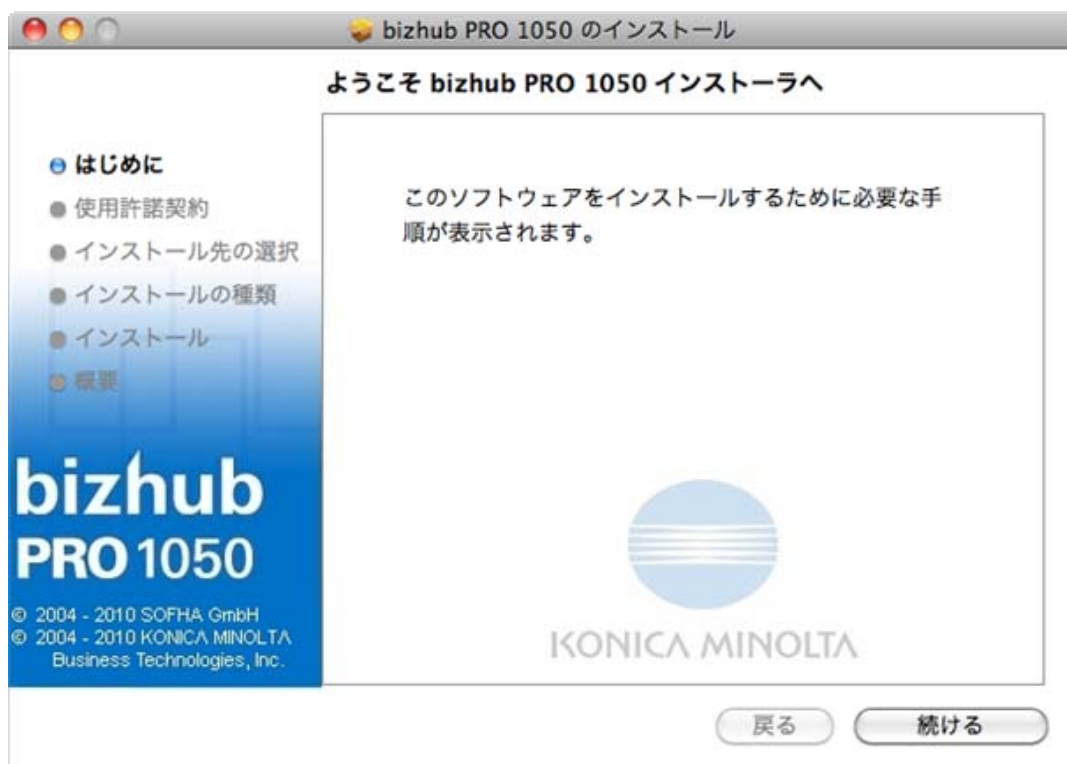 bizhub PRO 1050 のインストール
ようこそ bizhub PRO 1050 インストーラへ
はじめに
使用許諾契約
インストール先の選択
インストールの種類
インストール
概要
bizhub
PRO 1050
© 2004 - 2010 SOFHA GmbH
© 2004 - 2010 KONICA MINOLTA
Business Technologies, Inc.
このソフトウェアをインストールするために必要な手
順が表示されます。
KONICA MINOLTA
戻る
続ける